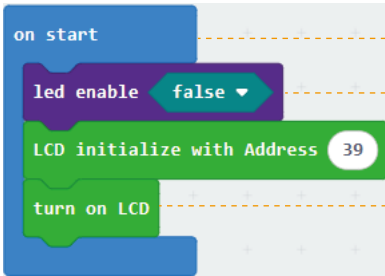 on start
led enable false
LCD initialize with Address 39
turn on LCD